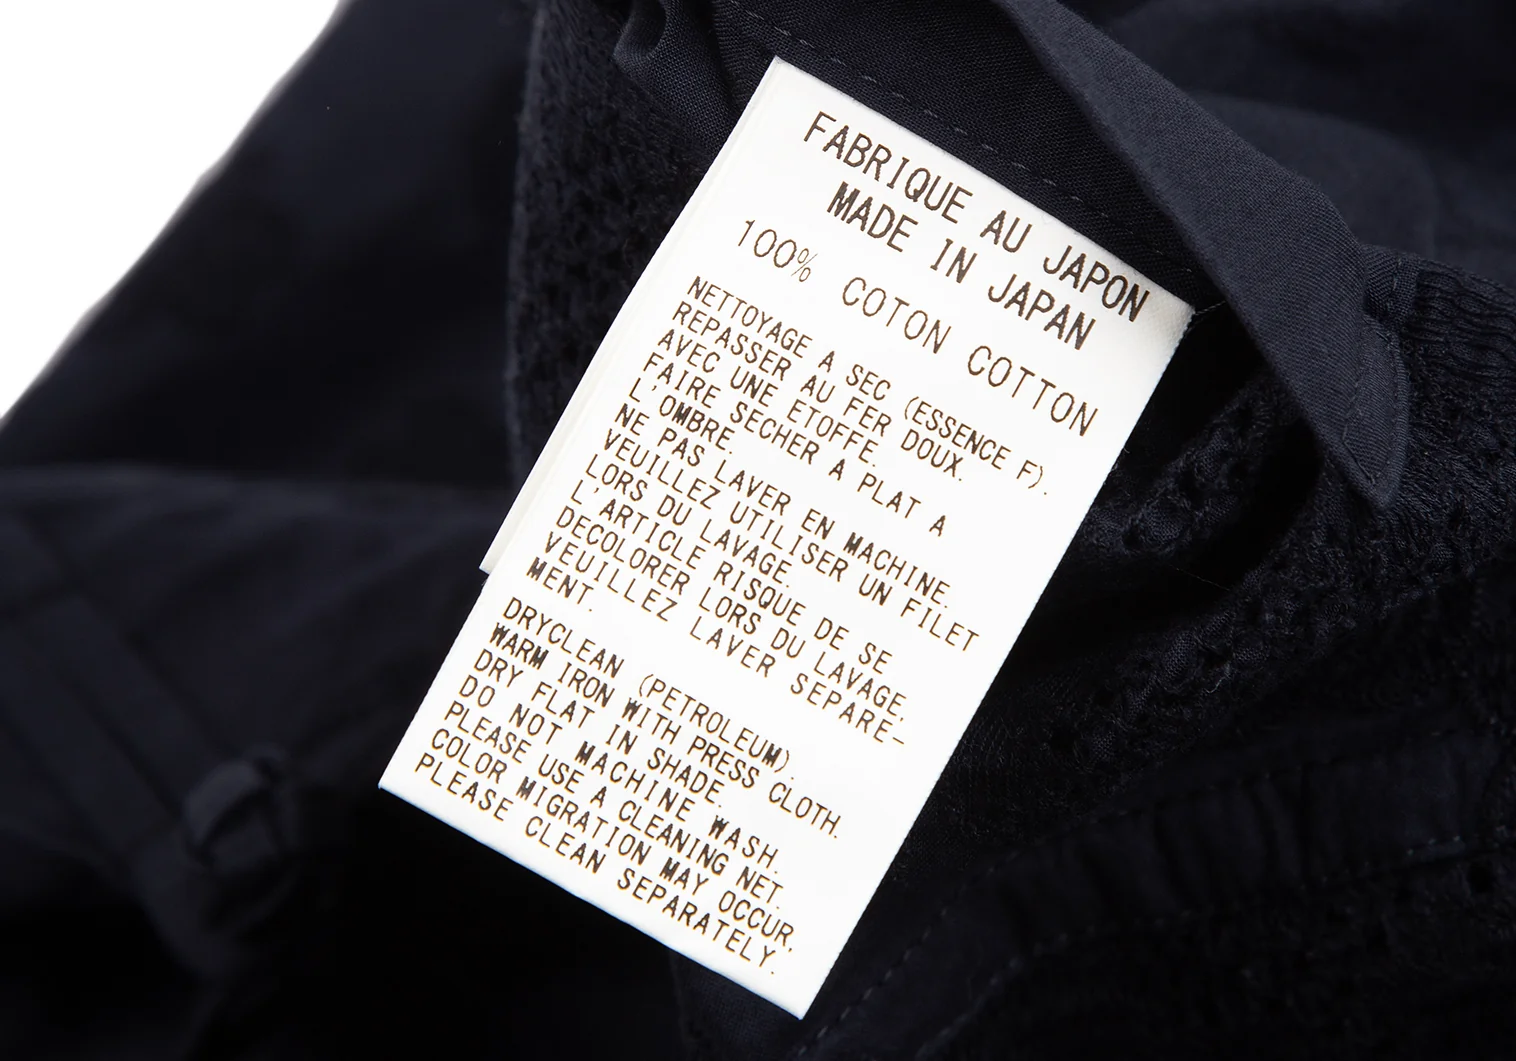 FABRIQUE AU JAPON
MADE IN JAPAN
100% COTON COTTON
NETTOYAGE A SEC (ESSENCE F).
REPASSER AU FER DOUX.
AVEC UNE ETOFFE.
FAIRE SECHER A PLAT A
L'OMBRE.
NE PAS LAVER EN MACHINE.
VEUILLEZ UTILISER UN FILET
LORS DU LAVAGE.
L'ARTICLE RISQUE DE SE
DECOLORER LORS DU LAVAGE.
VEUILLEZ LAVER SEPARE-
MENT.
DRYCLEAN (PETROLEUM).
WARM IRON WITH PRESS CLOTH.
DRY FLAT IN SHADE.
DO NOT MACHINE WASH.
PLEASE USE A CLEANING NET.
COLOR MIGRATION MAY OCCUR,
PLEASE CLEAN SEPARATELY.